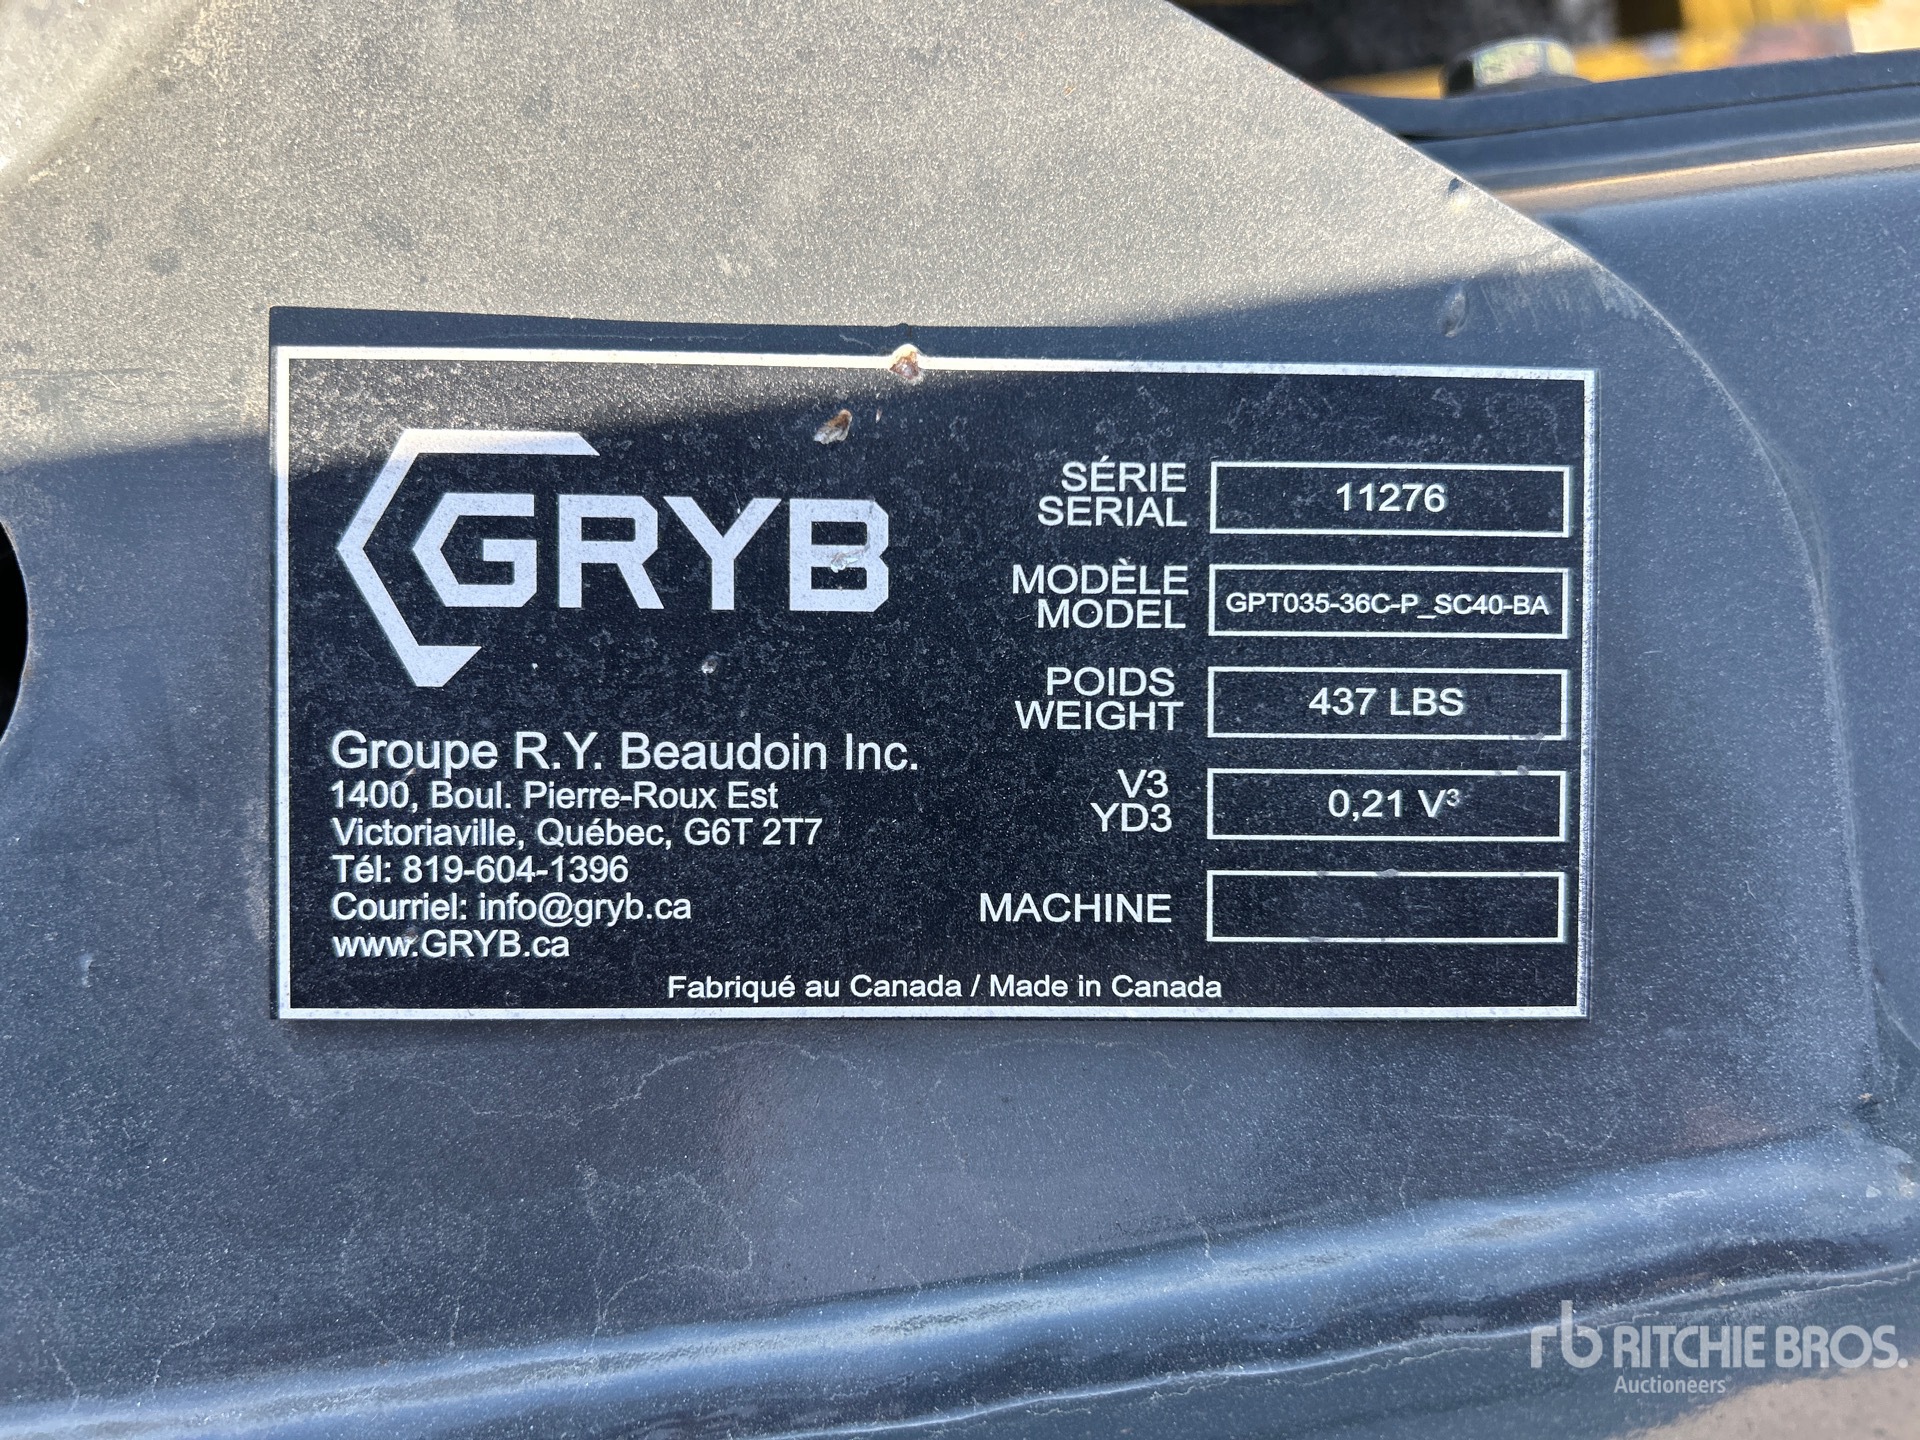 GRYB
Groupe R.Y. Beaudoin Inc.
1400, Boul. Pierre-Roux Est
Victoriaville, Québec, G6T 2T7
Tél: 819-604-1396
Courriel: info@gryb.ca
www.GRYB.ca
SÉRIE
SERIAL
11276
MODÈLE
MODEL
GPT035-36C-P_SC40-BA
POIDS
WEIGHT
437 LBS
V3
YD3
0,21 V³
MACHINE
Fabriqué au Canada / Made in Canada
rb RITCHIE BROS.
Auctioneers